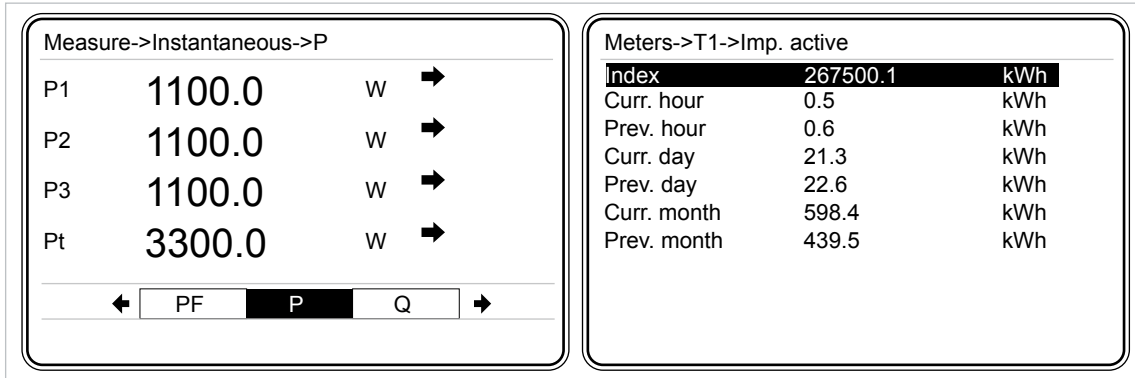 Measure->Instantaneous->P
P1 1100.0 W
P2 1100.0 W
P3 1100.0 W
Pt 3300.0 W
PF P Q
Meters->T1->Imp. active
Index 267500.1 kWh
Curr. hour 0.5 kWh
Prev. hour 0.6 kWh
Curr. day 21.3 kWh
Prev. day 22.6 kWh
Curr. month 598.4 kWh
Prev. month 439.5 kWh